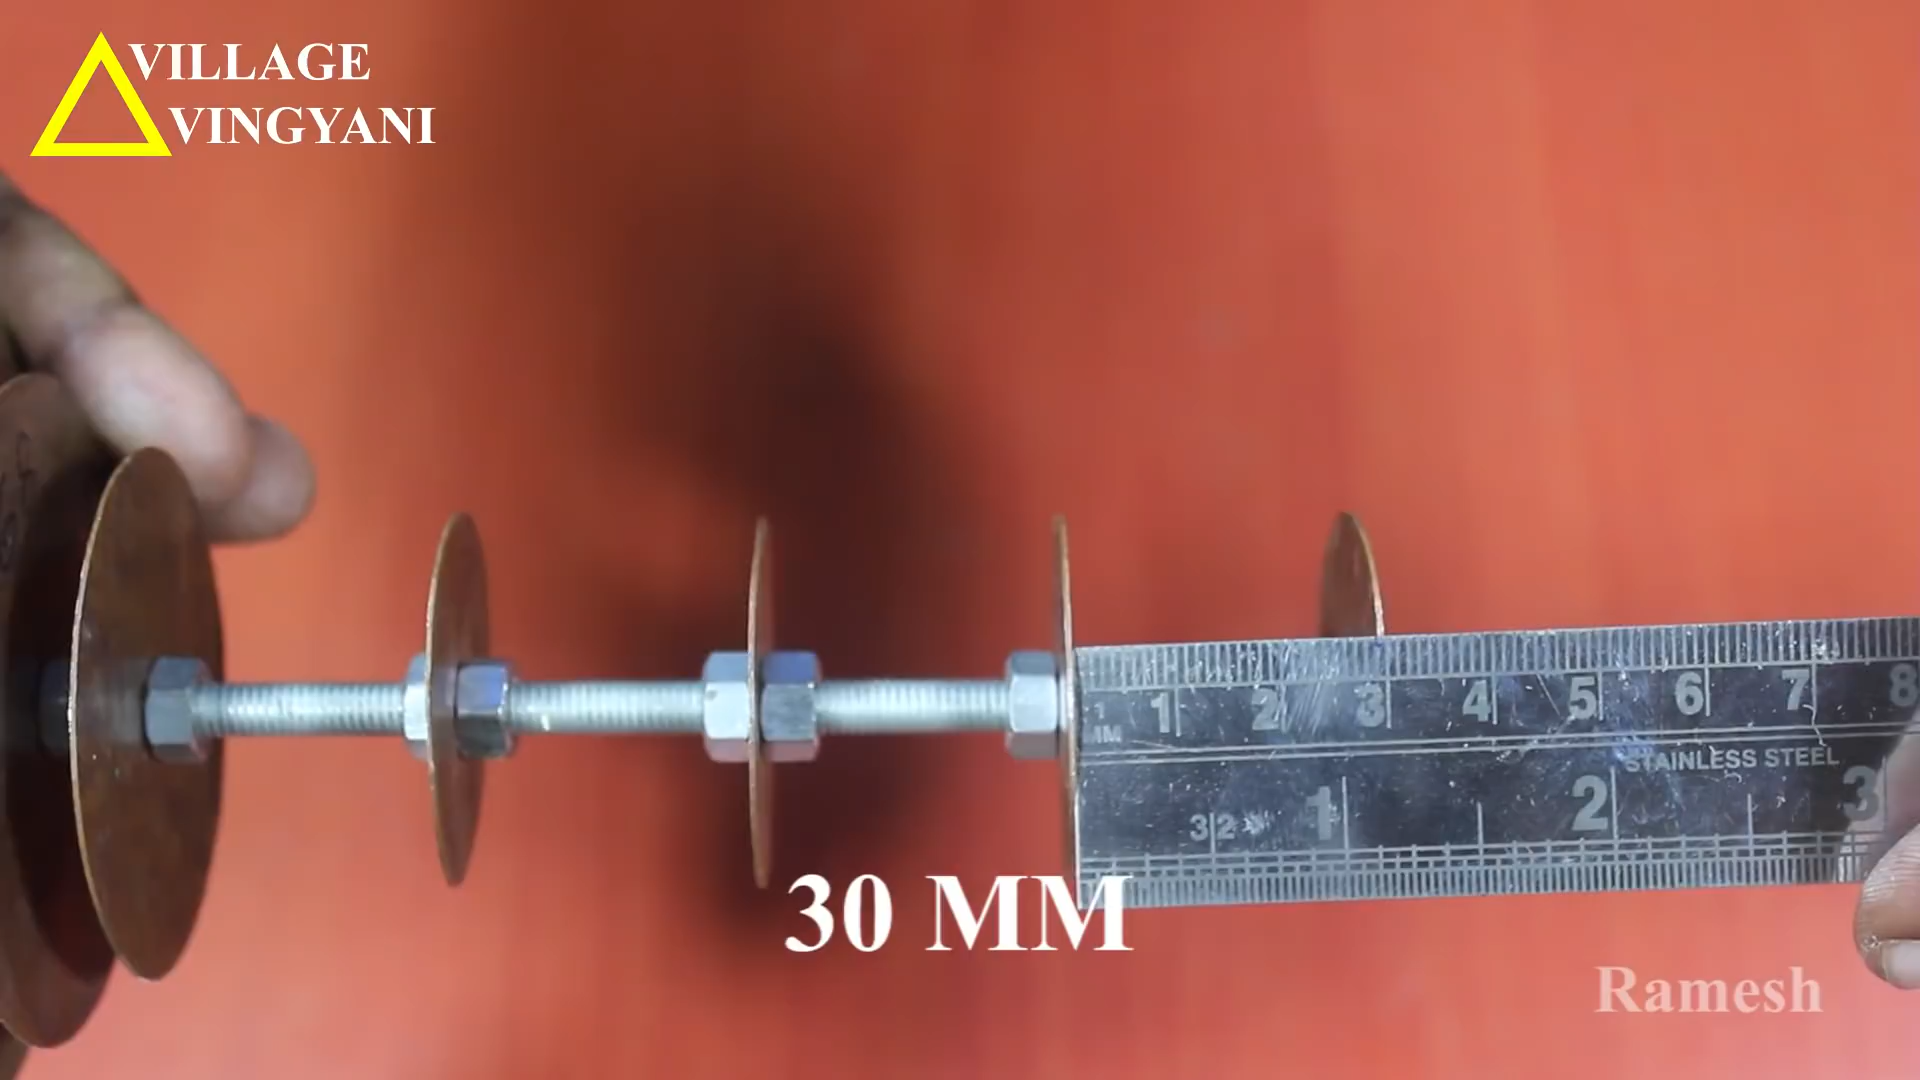 VILLAGE
VINGYANI
1 2 3 4 5 6 7 8
MM
STAINLESS STEEL
32 1 2 3
30 MM
Ramesh